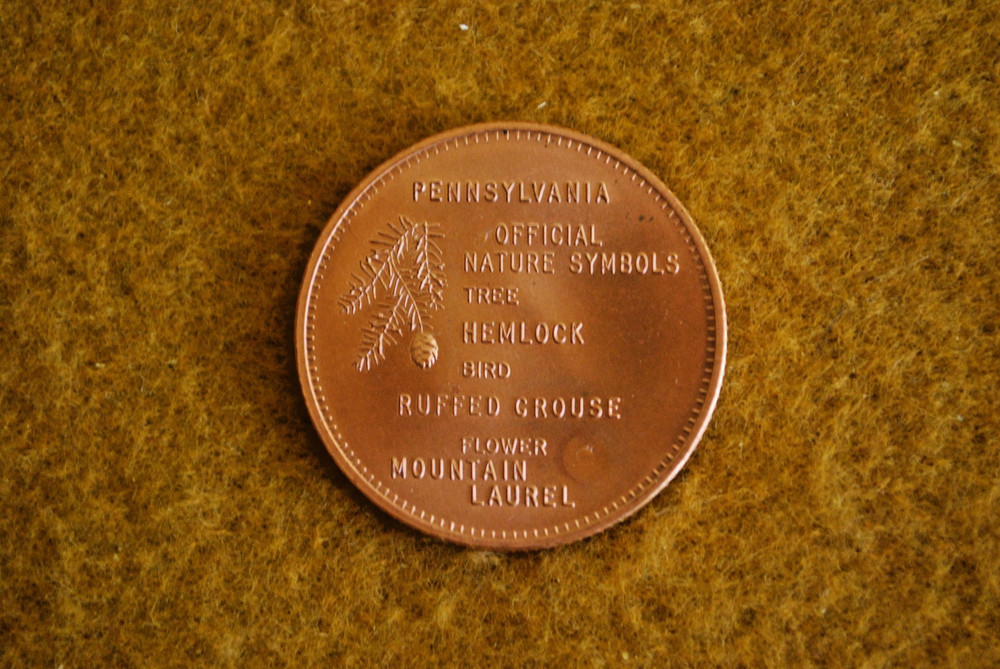 PENNSYLVANIA
OFFICIAL
NATURE SYMBOLS
TREE
HEMLOCK
BIRD
RUFFED GROUSE
FLOWER
MOUNTAIN
LAUREL